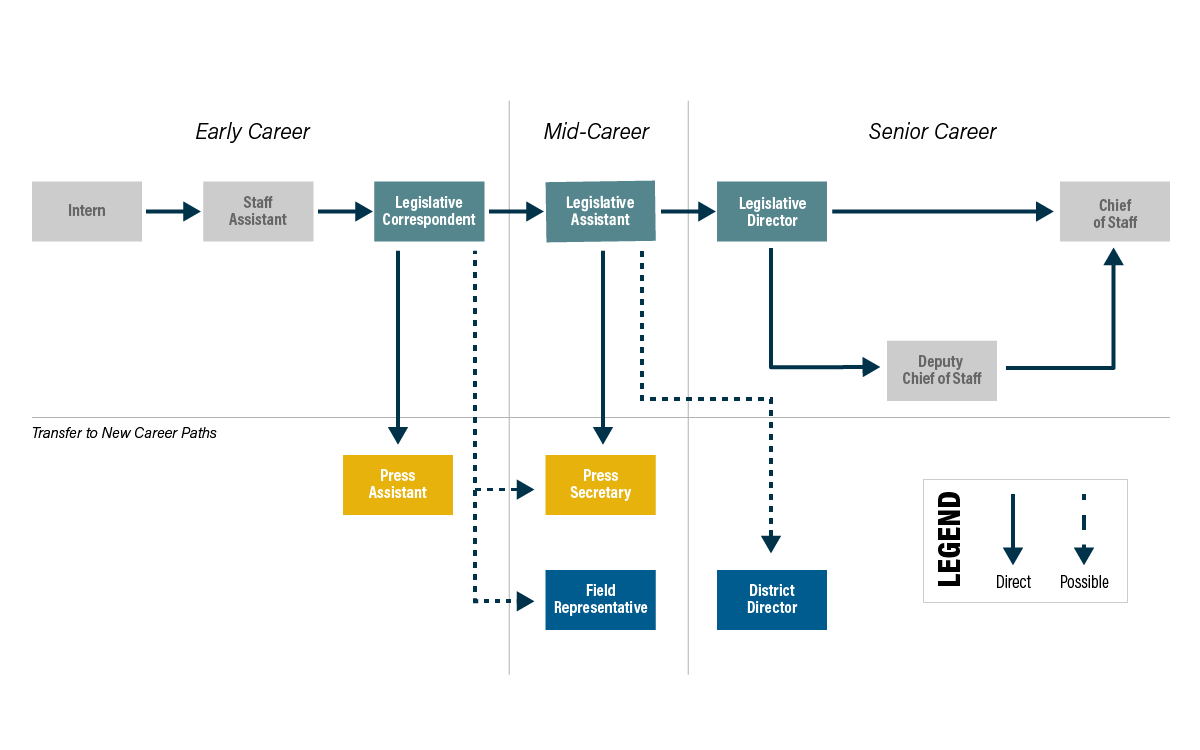 Early Career
Mid-Career
Senior Career
Intern
Staff
Assistant
Legislative
Correspondent
Legislative
Assistant
Legislative
Director
Chief
of Staff
Deputy
Chief of Staff
Transfer to New Career Paths
Press
Assistant
Press
Secretary
Field
Representative
District
Director
LEGEND
Direct
Possible